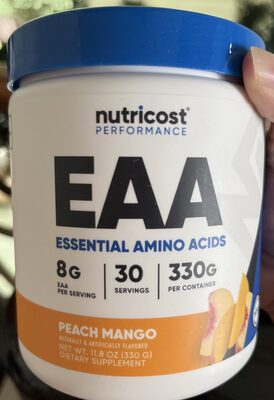 nutricost®
PERFORMANCE
EAA
ESSENTIAL AMINO ACIDS
8G 30 330G
EAA PER SERVING SERVINGS PER CONTAINER
PEACH MANGO
NATURALLY & ARTIFICIALLY FLAVORED
NET WT. 11.8 OZ (330 G)
DIETARY SUPPLEMENT